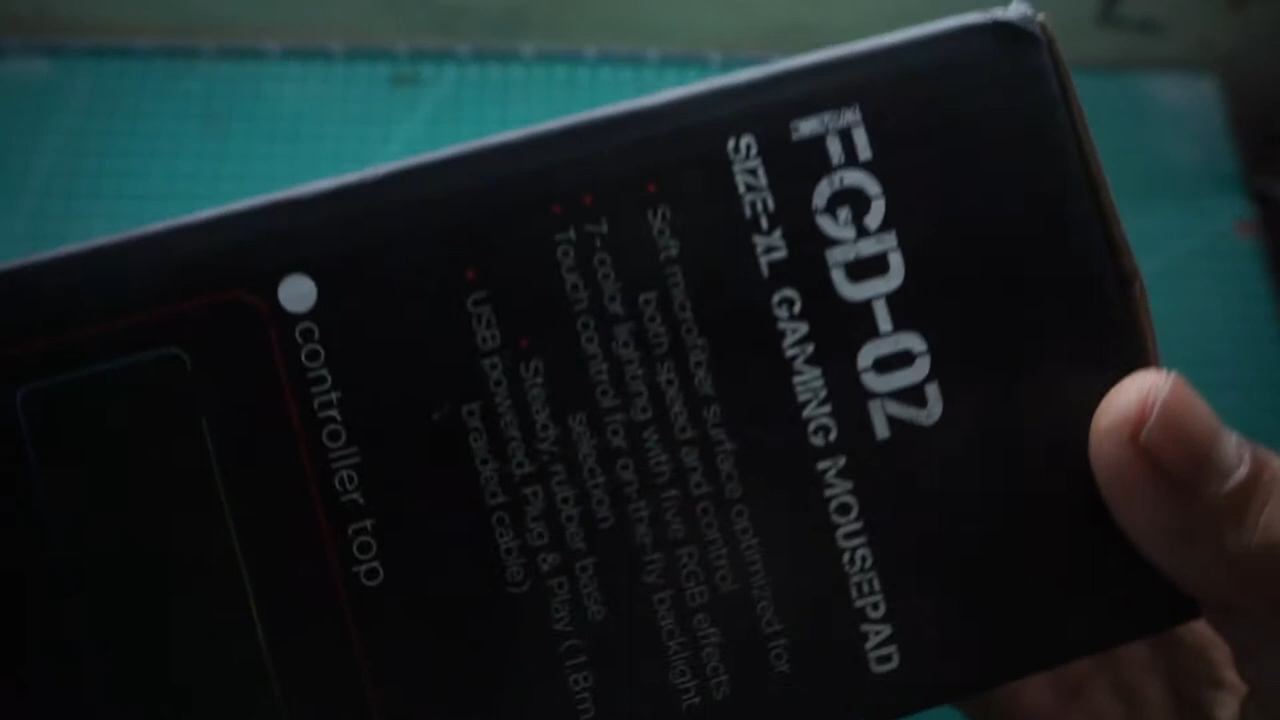 FGD-02
SIZE-XL GAMING MOUSEPAD
• Soft microfiber surface optimized for
both speed and control
• 7-color lighting with five RGB effects
• Touch control for on-the-fly backlight
selection
• Steady, rubber base
• USB powered, Plug & Play (1.8m
braded cable)
controller top